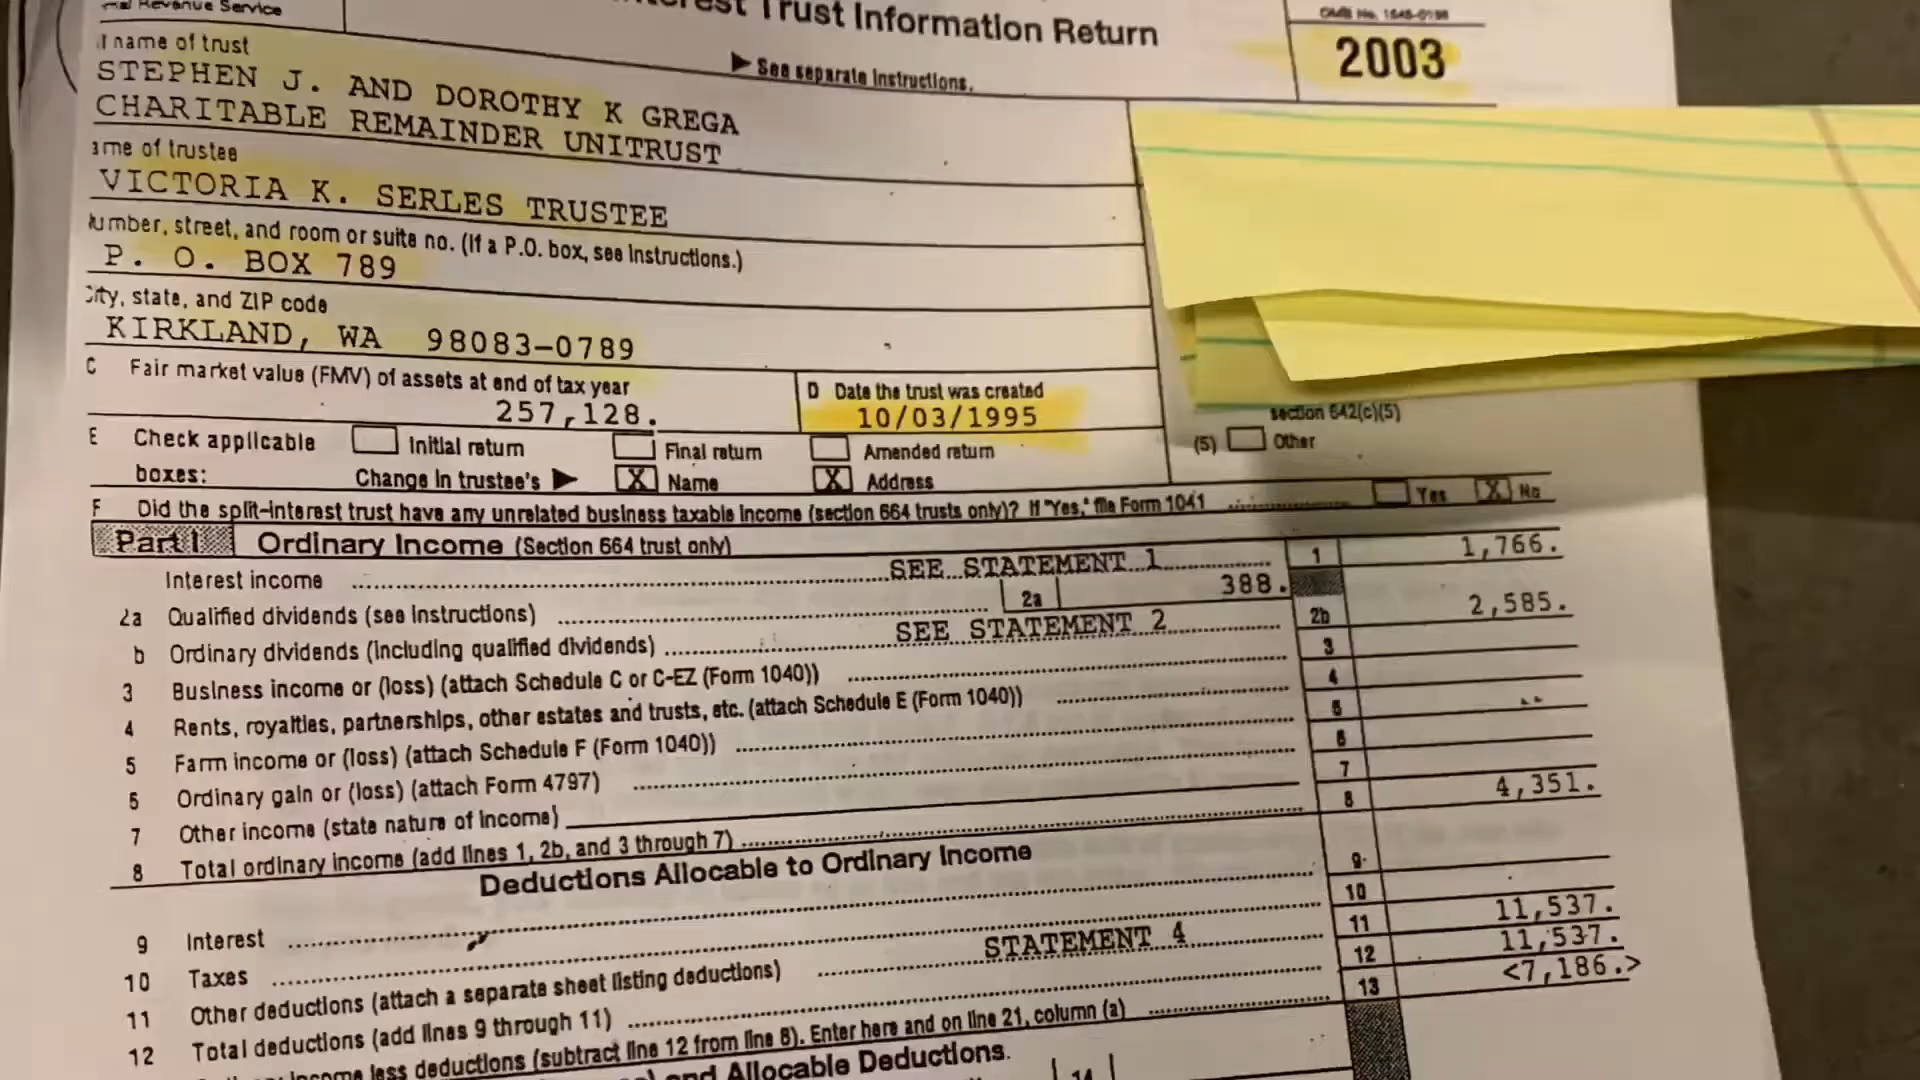 Revenue Service
Trust Information Return
▶ See separate instructions.
OMB No. 1545-0196
2003
name of trust
STEPHEN J. AND DOROTHY K GREGA
CHARITABLE REMAINDER UNITRUST
ame of trustee
VICTORIA K. SERLES TRUSTEE
umber, street, and room or suite no. (If a P.O. box, see instructions.)
P. O. BOX 789
City, state, and ZIP code
KIRKLAND, WA 98083-0789
C Fair market value (FMV) of assets at end of tax year
257,128.
D Date the trust was created
10/03/1995
section 642(c)(5)
(5) Other
E Check applicable Initial return Final return Amended return
boxes: Change in trustee's ▶ X Name X Address
F Did the split-interest trust have any unrelated business taxable income (section 664 trusts only)? If "Yes," file Form 1041 Yes X No
Part I Ordinary Income (Section 664 trust only)
Interest income SEE STATEMENT 1 1 1,766.
2a Qualified dividends (see instructions) 2a 388.
b Ordinary dividends (including qualified dividends) SEE STATEMENT 2 2b 2,585.
3 Business income or (loss) (attach Schedule C or C-EZ (Form 1040)) 3
4 Rents, royalties, partnerships, other estates and trusts, etc. (attach Schedule E (Form 1040)) 4
5 Farm income or (loss) (attach Schedule F (Form 1040)) 5
6 Ordinary gain or (loss) (attach Form 4797) 6
7 Other income (state nature of income) 7
8 Total ordinary income (add lines 1, 2b, and 3 through 7) 8 4,351.
Deductions Allocable to Ordinary Income
9 Interest 9
10 Taxes 10
11 Other deductions (attach a separate sheet listing deductions) STATEMENT 4 11 11,537.
12 Total deductions (add lines 9 through 11) 12 11,537.
income less deductions (subtract line 12 from line 8). Enter here and on line 21, column (a) 13 <7,186.>
and Allocable Deductions.
14